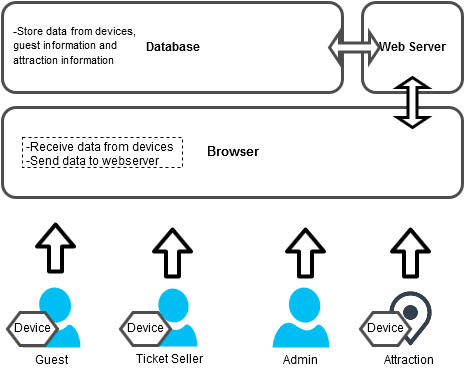 -Store data from devices,
guest information and
attraction information
Database
Web Server
-Receive data from devices
-Send data to webserver
Browser
Device
Device
Device
Guest
Ticket Seller
Admin
Attraction